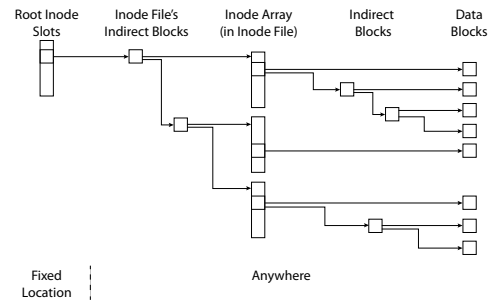 Root Inode
Slots
Inode File's
Indirect Blocks
Inode Array
(in Inode File)
Indirect
Blocks
Data
Blocks
Fixed
Location
Anywhere